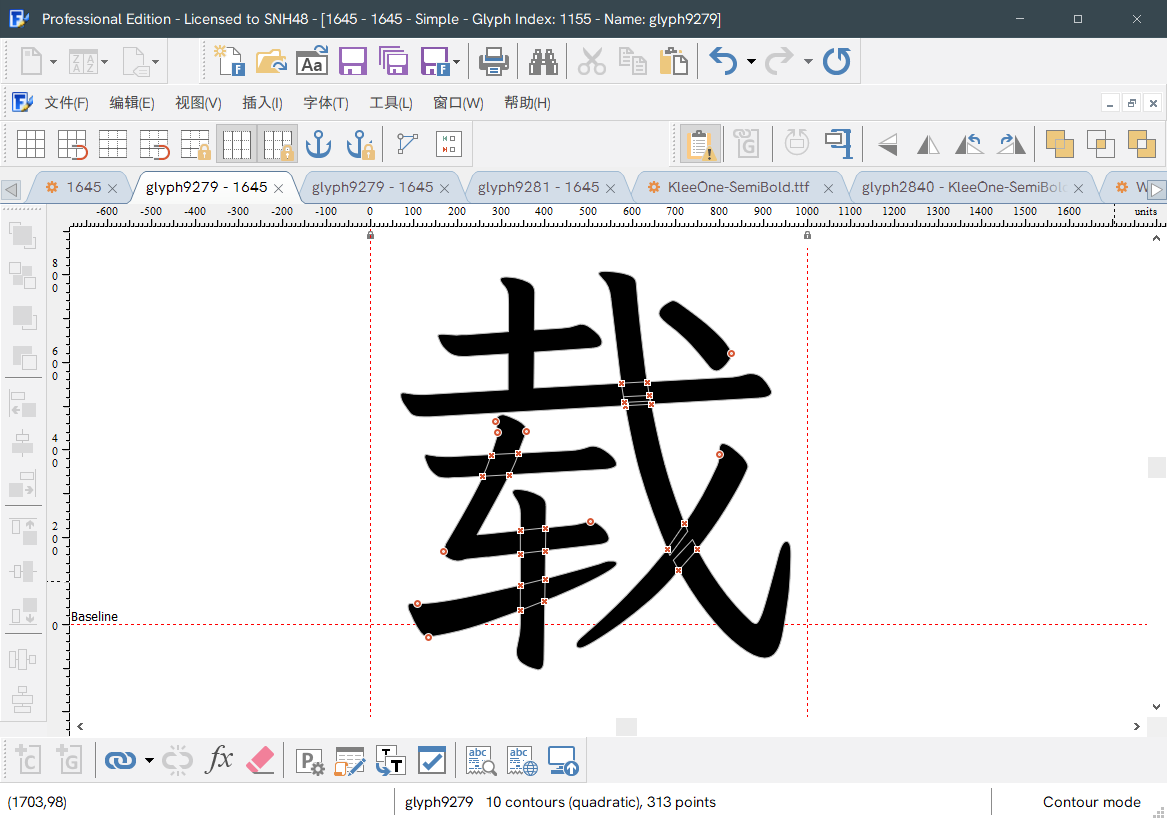 Professional Edition - Licensed to SNH48 - [1645 - 1645 - Simple - Glyph Index: 1155 - Name: glyph9279]
文件(F) 编辑(E) 视图(V) 插入(I) 字体(T) 工具(L) 窗口(W) 帮助(H)
1645 glyph9279 - 1645 glyph9279 - 1645 glyph9281 - 1645 KleeOne-SemiBold.ttf glyph2840 - KleeOne-SemiBold
-600 -500 -400 -300 -200 -100 0 100 200 300 400 500 600 700 800 900 1000 1100 1200 1300 1400 1500 1600 units
800
600
载
400
200
Baseline
0
(1703,98) glyph9279 10 contours (quadratic), 313 points Contour mode